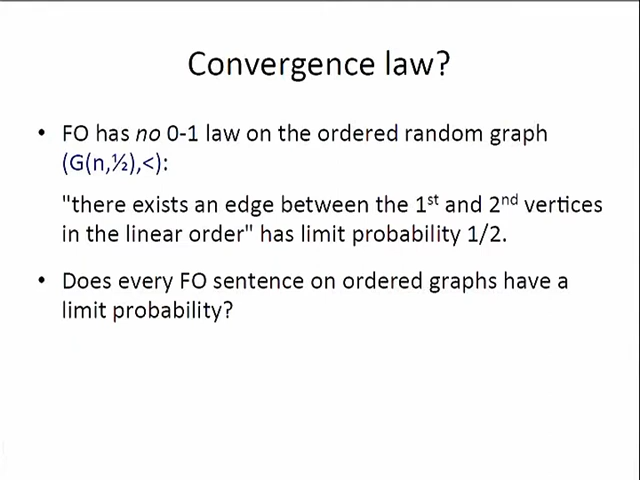 Convergence law?
• FO has no 0-1 law on the ordered random graph
(G(n,½),<):
"there exists an edge between the 1st and 2nd vertices
in the linear order" has limit probability 1/2.
• Does every FO sentence on ordered graphs have a
limit probability?